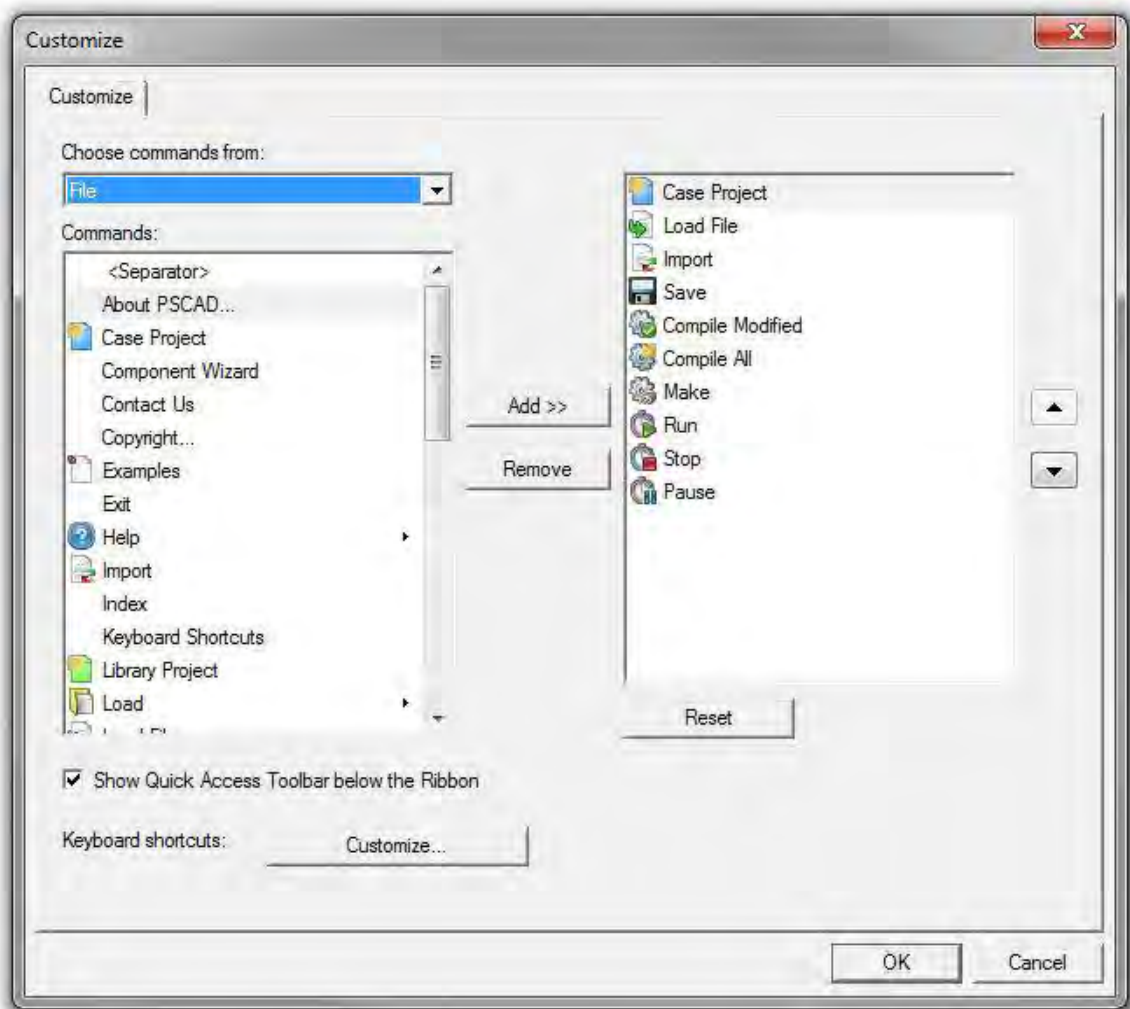 Customize
Customize
Choose commands from:
File
Commands:
<Separator>
About PSCAD...
Case Project
Component Wizard
Contact Us
Copyright...
Examples
Exit
Help
Import
Index
Keyboard Shortcuts
Library Project
Load
Add >>
Remove
Case Project
Load File
Import
Save
Compile Modified
Compile All
Make
Run
Stop
Pause
Reset
Show Quick Access Toolbar below the Ribbon
Keyboard shortcuts: Customize...
OK Cancel